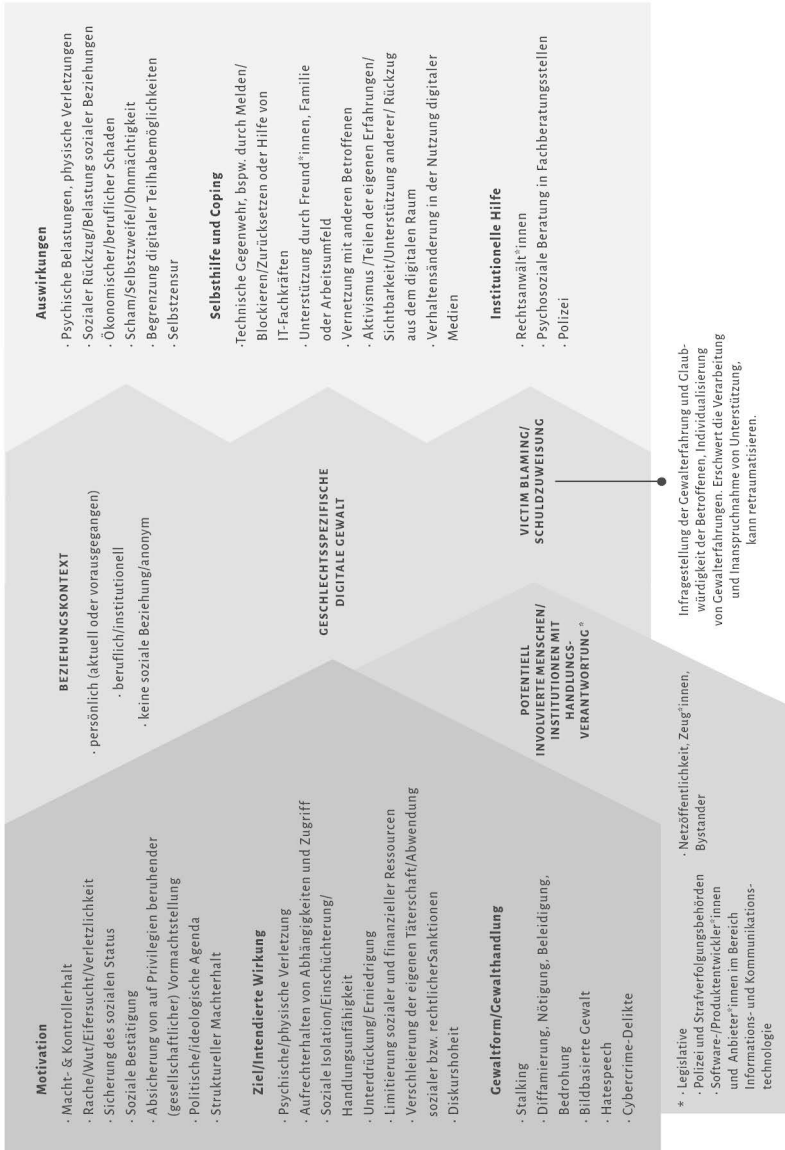 Motivation
· Macht- & Kontrollerhalt
· Rache/Wut/Eifersucht/Verletzlichkeit
· Sicherung des sozialen Status
· Soziale Bestätigung
· Absicherung von auf Privilegien beruhender
(gesellschaftlicher) Vormachtstellung
· Politische/ideologische Agenda
· Struktureller Machterhalt
Ziel/Intendierte Wirkung
· Psychische/physische Verletzung
· Aufrechterhalten von Abhängigkeiten und Zugriff
· Soziale Isolation/Einschüchterung/
Handlungsunfähigkeit
· Unterdrückung/Erniedrigung
· Limitierung sozialer und finanzieller Ressourcen
· Verschleierung der eigenen Täterschaft/Abwendung
sozialer bzw. rechtlicherSanktionen
· Diskurshoheit
Gewaltform/Gewalthandlung
· Stalking
· Diffamierung, Nötigung, Beleidigung,
Bedrohung
· Bildbasierte Gewalt
· Hatespeech
· Cybercrime-Delikte
BEZIEHUNGSKONTEXT
· persönlich (aktuell oder vorausgegangen)
· beruflich/institutionell
· keine soziale Beziehung/anonym
GESCHLECHTSSPEZIFISCHE
DIGITALE GEWALT
POTENTIELL
INVOLVIERTE MENSCHEN/
INSTITUTIONEN MIT
HANDLUNGS-
VERANTWORTUNG*
VICTIM BLAMING/
SCHULDZUWEISUNG
Auswirkungen
· Psychische Belastungen, physische Verletzungen
· Sozialer Rückzug/Belastung sozialer Beziehungen
· Ökonomischer/beruflicher Schaden
· Scham/Selbstzweifel/Ohnmächtigkeit
· Begrenzung digitaler Teilhabemöglichkeiten
· Selbstzensur
Selbsthilfe und Coping
·Technische Gegenwehr, bspw. durch Melden/
Blockieren/Zurücksetzen oder Hilfe von
IT-Fachkräften
· Unterstützung durch Freund*innen, Familie
oder Arbeitsumfeld
· Vernetzung mit anderen Betroffenen
· Aktivismus /Teilen der eigenen Erfahrungen/
Sichtbarkeit/Unterstützung anderer/ Rückzug
aus dem digitalen Raum
· Verhaltensänderung in der Nutzung digitaler
Medien
Institutionelle Hilfe
· Rechtsanwält*innen
· Psychosoziale Beratung in Fachberatungsstellen
· Polizei
* · Legislative
· Polizei und Strafverfolgungsbehörden
· Software-/Produktentwickler*innen
und Anbieter*innen im Bereich
Informations- und Kommunikations-
technologie
· Netzöffentlichkeit, Zeug*innen,
Bystander
Infragestellung der Gewalterfahrung und Glaub-
würdigkeit der Betroffenen, Individualisierung
von Gewalterfahrungen. Erschwert die Verarbeitung
und Inanspruchnahme von Unterstützung,
kann retraumatisieren.